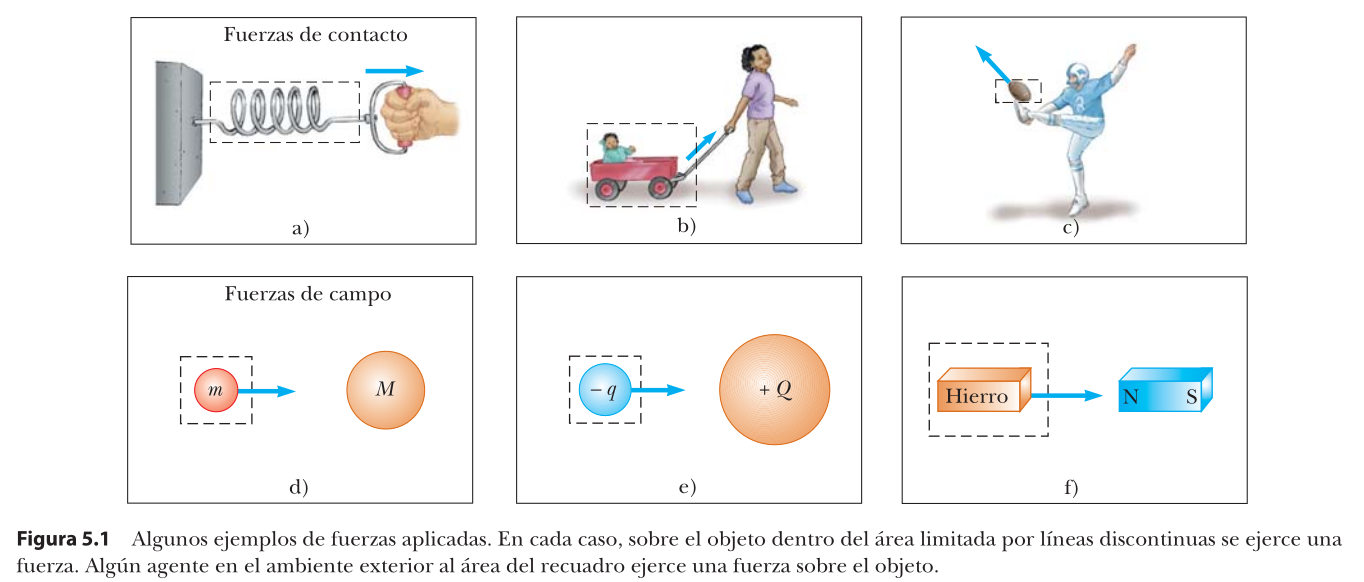 Fuerzas de contacto
a)
b)
8
c)
Fuerzas de campo
m
M
d)
– q
+ Q
e)
Hierro
N S
f)
Figura 5.1 Algunos ejemplos de fuerzas aplicadas. En cada caso, sobre el objeto dentro del área limitada por líneas discontinuas se ejerce una
fuerza. Algún agente en el ambiente exterior al área del recuadro ejerce una fuerza sobre el objeto.